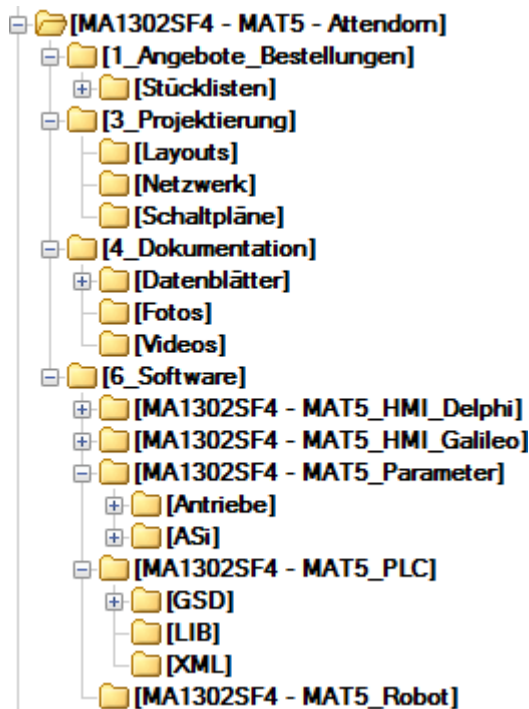 [MA1302SF4 - MAT5 - Attendorn]
[1_Angebote_Bestellungen]
[Stücklisten]
[3_Projektierung]
[Layouts]
[Netzwerk]
[Schaltpläne]
[4_Dokumentation]
[Datenblätter]
[Fotos]
[Videos]
[6_Software]
[MA1302SF4 - MAT5_HMI_Delphi]
[MA1302SF4 - MAT5_HMI_Galileo]
[MA1302SF4 - MAT5_Parameter]
[Antriebe]
[ASi]
[MA1302SF4 - MAT5_PLC]
[GSD]
[LIB]
[XML]
[MA1302SF4 - MAT5_Robot]